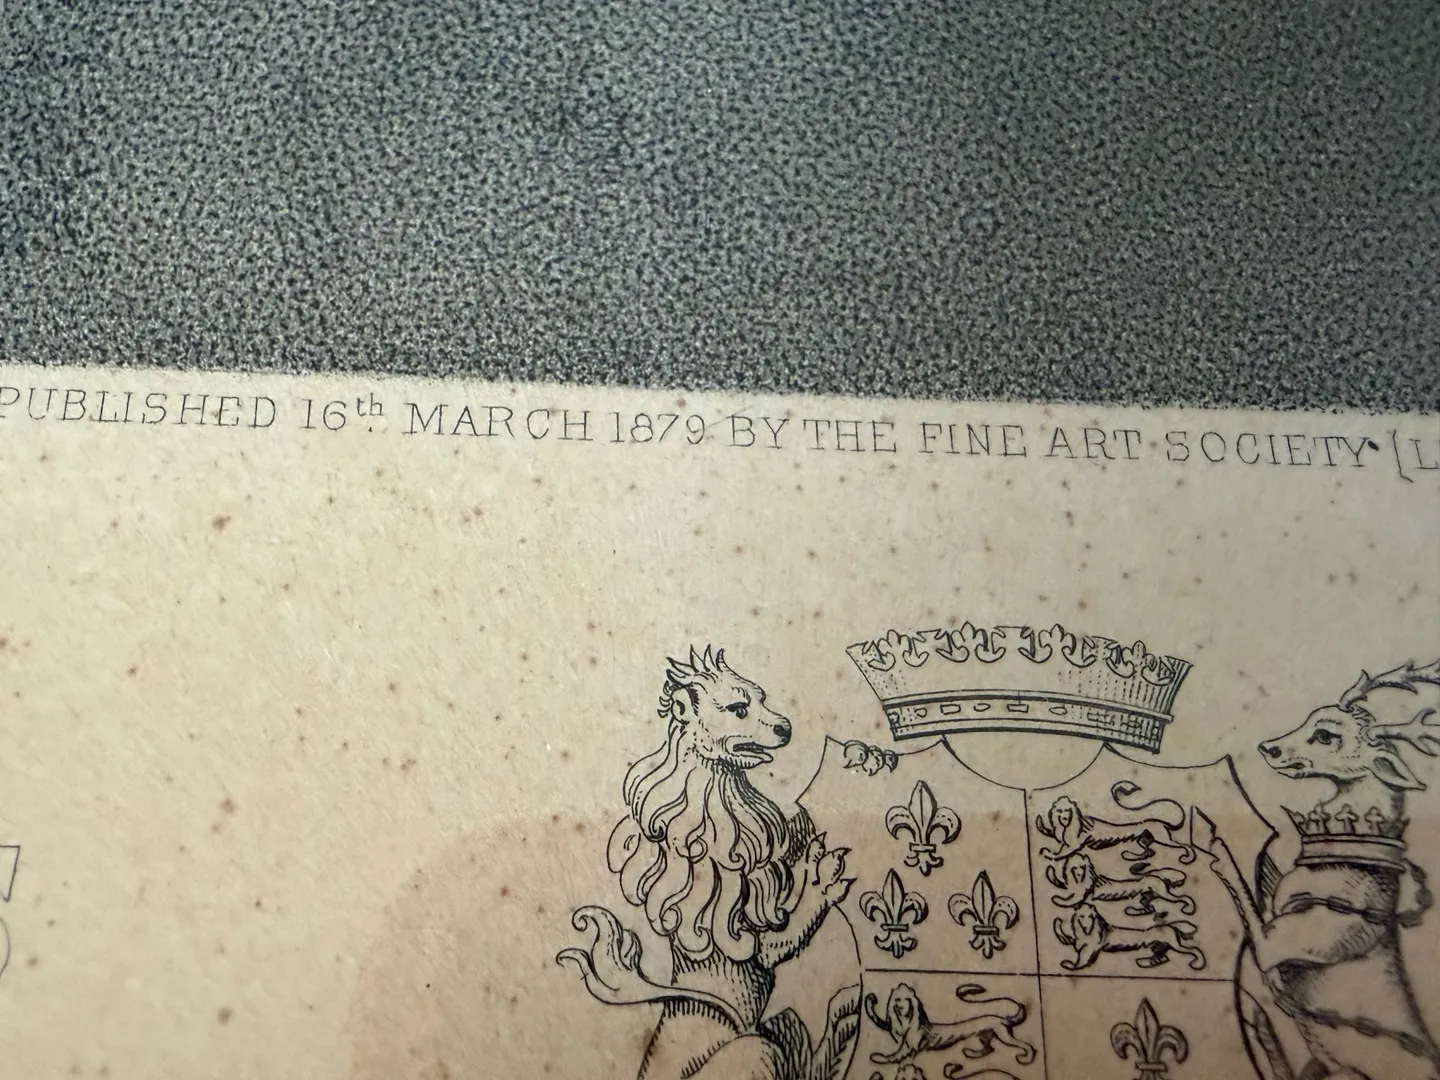 PUBLISHED 16th MARCH 1879 BY THE FINE ART SOCIETY (L